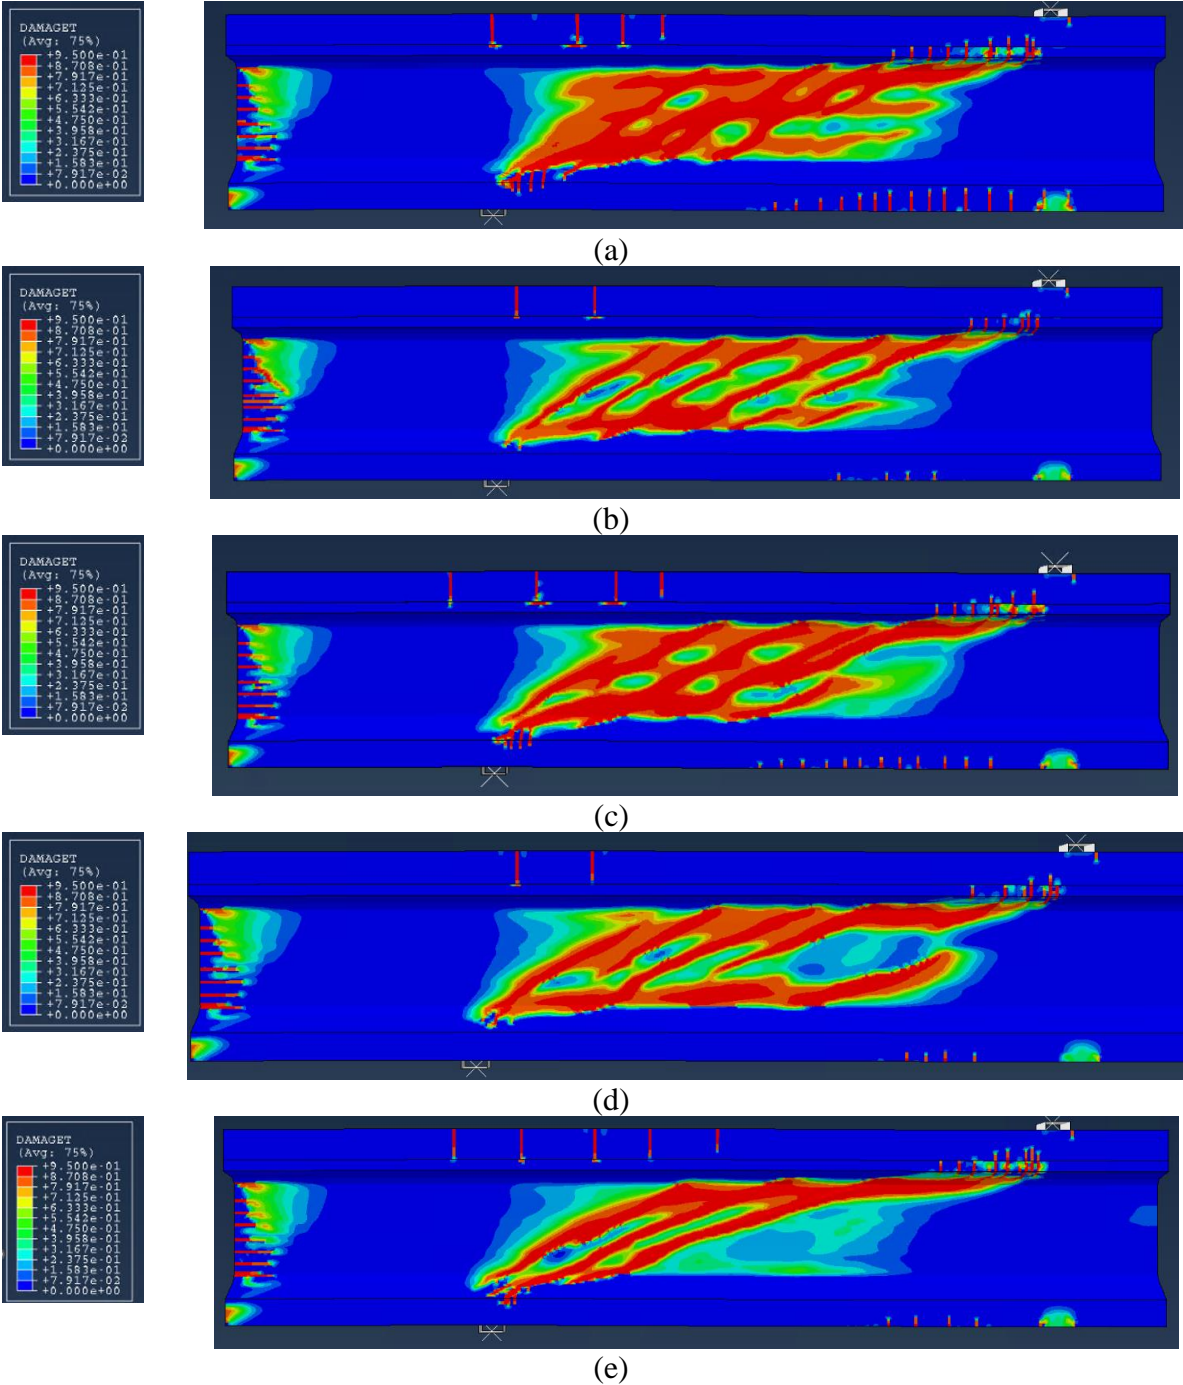 DAMAGET
(Avg: 75%)
+9.500e-01
+8.708e-01
+7.917e-01
+7.125e-01
+6.333e-01
+5.542e-01
+4.750e-01
+3.958e-01
+3.167e-01
+2.375e-01
+1.583e-01
+7.917e-02
+0.000e+00
(a)
DAMAGET
(Avg: 75%)
+9.500e-01
+8.708e-01
+7.917e-01
+7.125e-01
+6.333e-01
+5.542e-01
+4.750e-01
+3.958e-01
+3.167e-01
+2.375e-01
+1.583e-01
+7.917e-02
+0.000e+00
(b)
DAMAGET
(Avg: 75%)
+9.500e-01
+8.708e-01
+7.917e-01
+7.125e-01
+6.333e-01
+5.542e-01
+4.750e-01
+3.958e-01
+3.167e-01
+2.375e-01
+1.583e-01
+7.917e-02
+0.000e+00
(c)
DAMAGET
(Avg: 75%)
+9.500e-01
+8.708e-01
+7.917e-01
+7.125e-01
+6.333e-01
+5.542e-01
+4.750e-01
+3.958e-01
+3.167e-01
+2.375e-01
+1.583e-01
+7.917e-02
+0.000e+00
(d)
DAMAGET
(Avg: 75%)
+9.500e-01
+8.708e-01
+7.917e-01
+7.125e-01
+6.333e-01
+5.542e-01
+4.750e-01
+3.958e-01
+3.167e-01
+2.375e-01
+1.583e-01
+7.917e-02
+0.000e+00
(e)